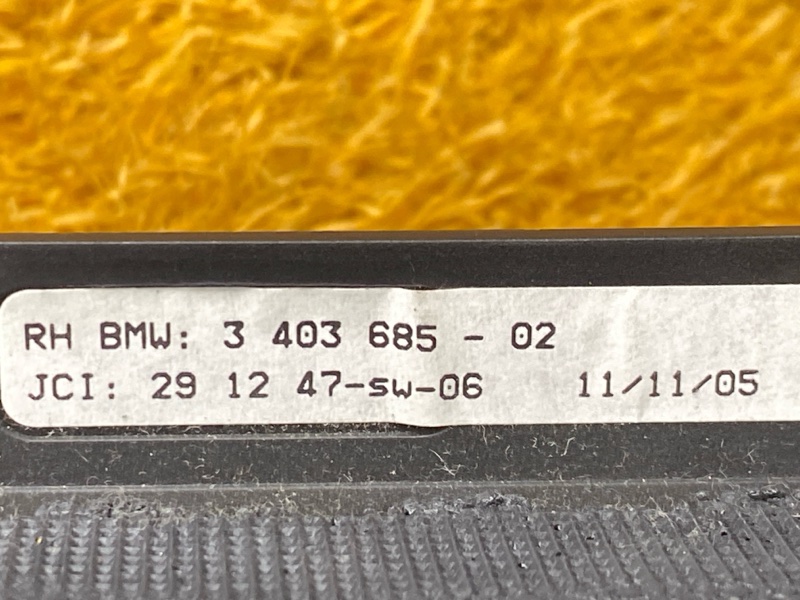 RH BMW: 3 403 685 - 02
JCI: 29 12 47-sw-06 11/11/05